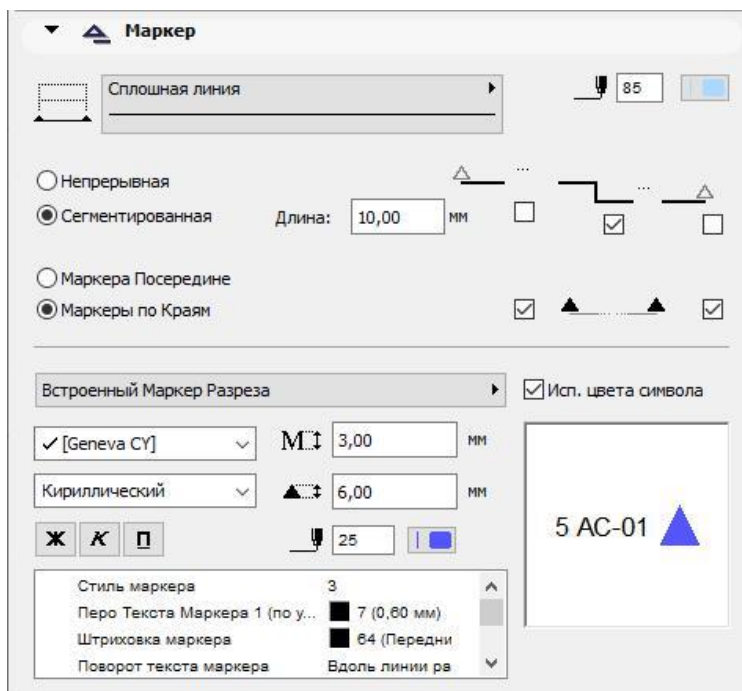 Маркер
Сплошная линия
85
Непрерывная
Сегментированная Длина: 10,00 мм
Маркера Посередине
Маркеры по Краям
Встроенный Маркер Разреза Исп. цвета символа
[Geneva CY] M 3,00 мм
Кириллический 6,00 мм
Ж К П 25
5 АС-01
Стиль маркера 3
Перо Текста Маркера 1 (по у... 7 (0,60 мм)
Штриховка маркера 64 (Передни
Поворот текста маркера Вдоль линии ра